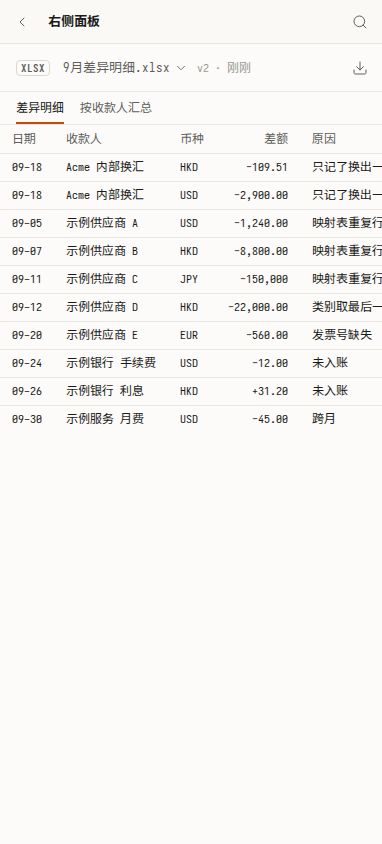 右侧面板
XLSX 9月差异明细.xlsx v2 · 刚刚
差异明细 按收款人汇总
日期 收款人 币种 差额 原因
09-18 Acme 内部换汇 HKD -109.51 只记了换出一
09-18 Acme 内部换汇 USD -2,900.00 只记了换出一
09-05 示例供应商 A USD -1,240.00 映射表重复行
09-07 示例供应商 B HKD -8,800.00 映射表重复行
09-11 示例供应商 C JPY -150,000 映射表重复行
09-12 示例供应商 D HKD -22,000.00 类别取最后一
09-20 示例供应商 E EUR -560.00 发票号缺失
09-24 示例银行 手续费 USD -12.00 未入账
09-26 示例银行 利息 HKD +31.20 未入账
09-30 示例服务 月费 USD -45.00 跨月